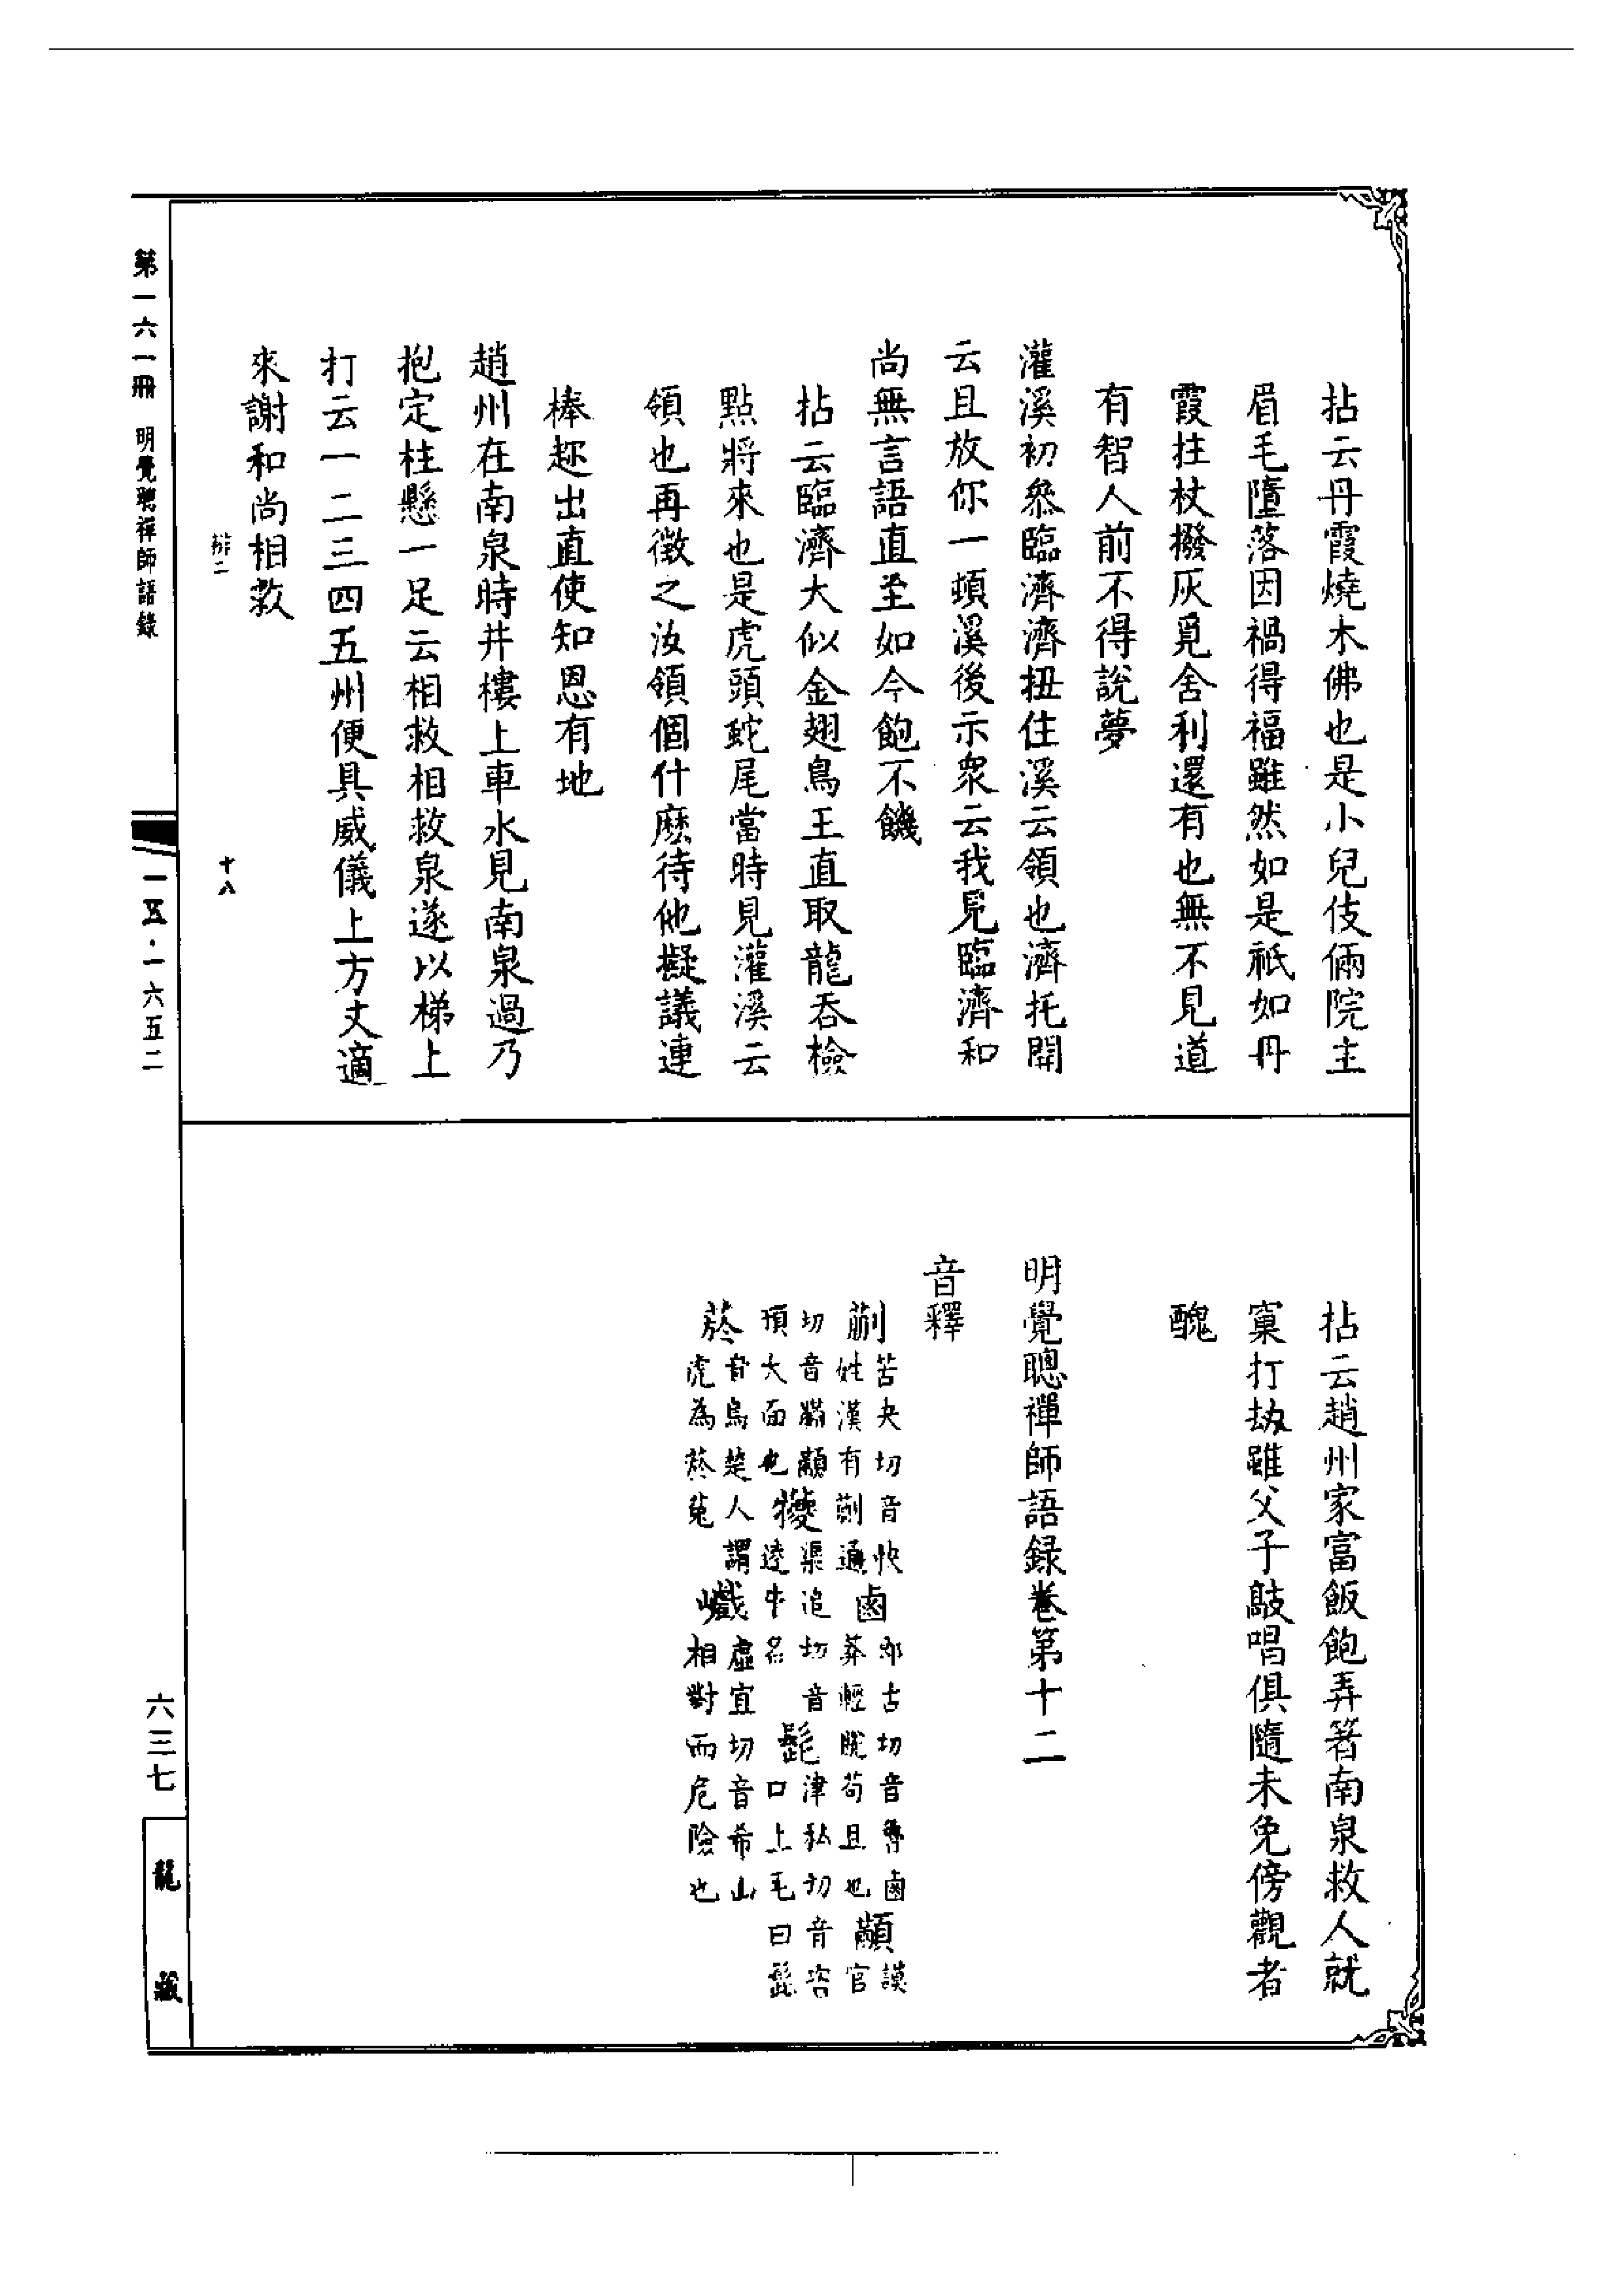 拈云丹霞燒木佛也是小兒伎倆院主
眉毛墮落因禍得福雖然如是祇如丹
霞拄杖撥灰覓舍利還有也無不見道
有智人前不得說夢
灌溪初叅臨濟濟扭住溪云領也濟托開
云且放你一頓溪後示衆云我見臨濟和
尚無言語直至如今飽不饑
拈云臨濟大似金翅鳥王直取龍吞檢
點將來也是虎頭蛇尾當時見灌溪云
領也再徵之汝領個什麼待他擬議連
棒趂出直使知恩有地
趙州在南泉時井樓上車水見南泉過乃
抱定柱懸一足云相救相救泉遂以梯上
打云一二三四五州便具威儀上方丈適
來謝和尚相救
十八
拈云趙州家富飯飽弄箸南泉救人就
窠打劫雖父子敲唱俱隨未免傍觀者
醜
明覺聰禪師語録卷第十二
音釋
蒯 苦夬切音快姓漢有蒯通 鹵 郎古切音魯鹵莽輕脫苟且也 顢 謨官
切音瞞顢頇大面也 犪 渠追切音逵牛名 髭 津私切音咨口上毛曰髭
菸 音烏楚人謂虎為菸菟 巇 虛宜切音希山相對而危險也
第一六一冊 明覺聰禪師語錄
一五·一六五二
六三七
龍藏